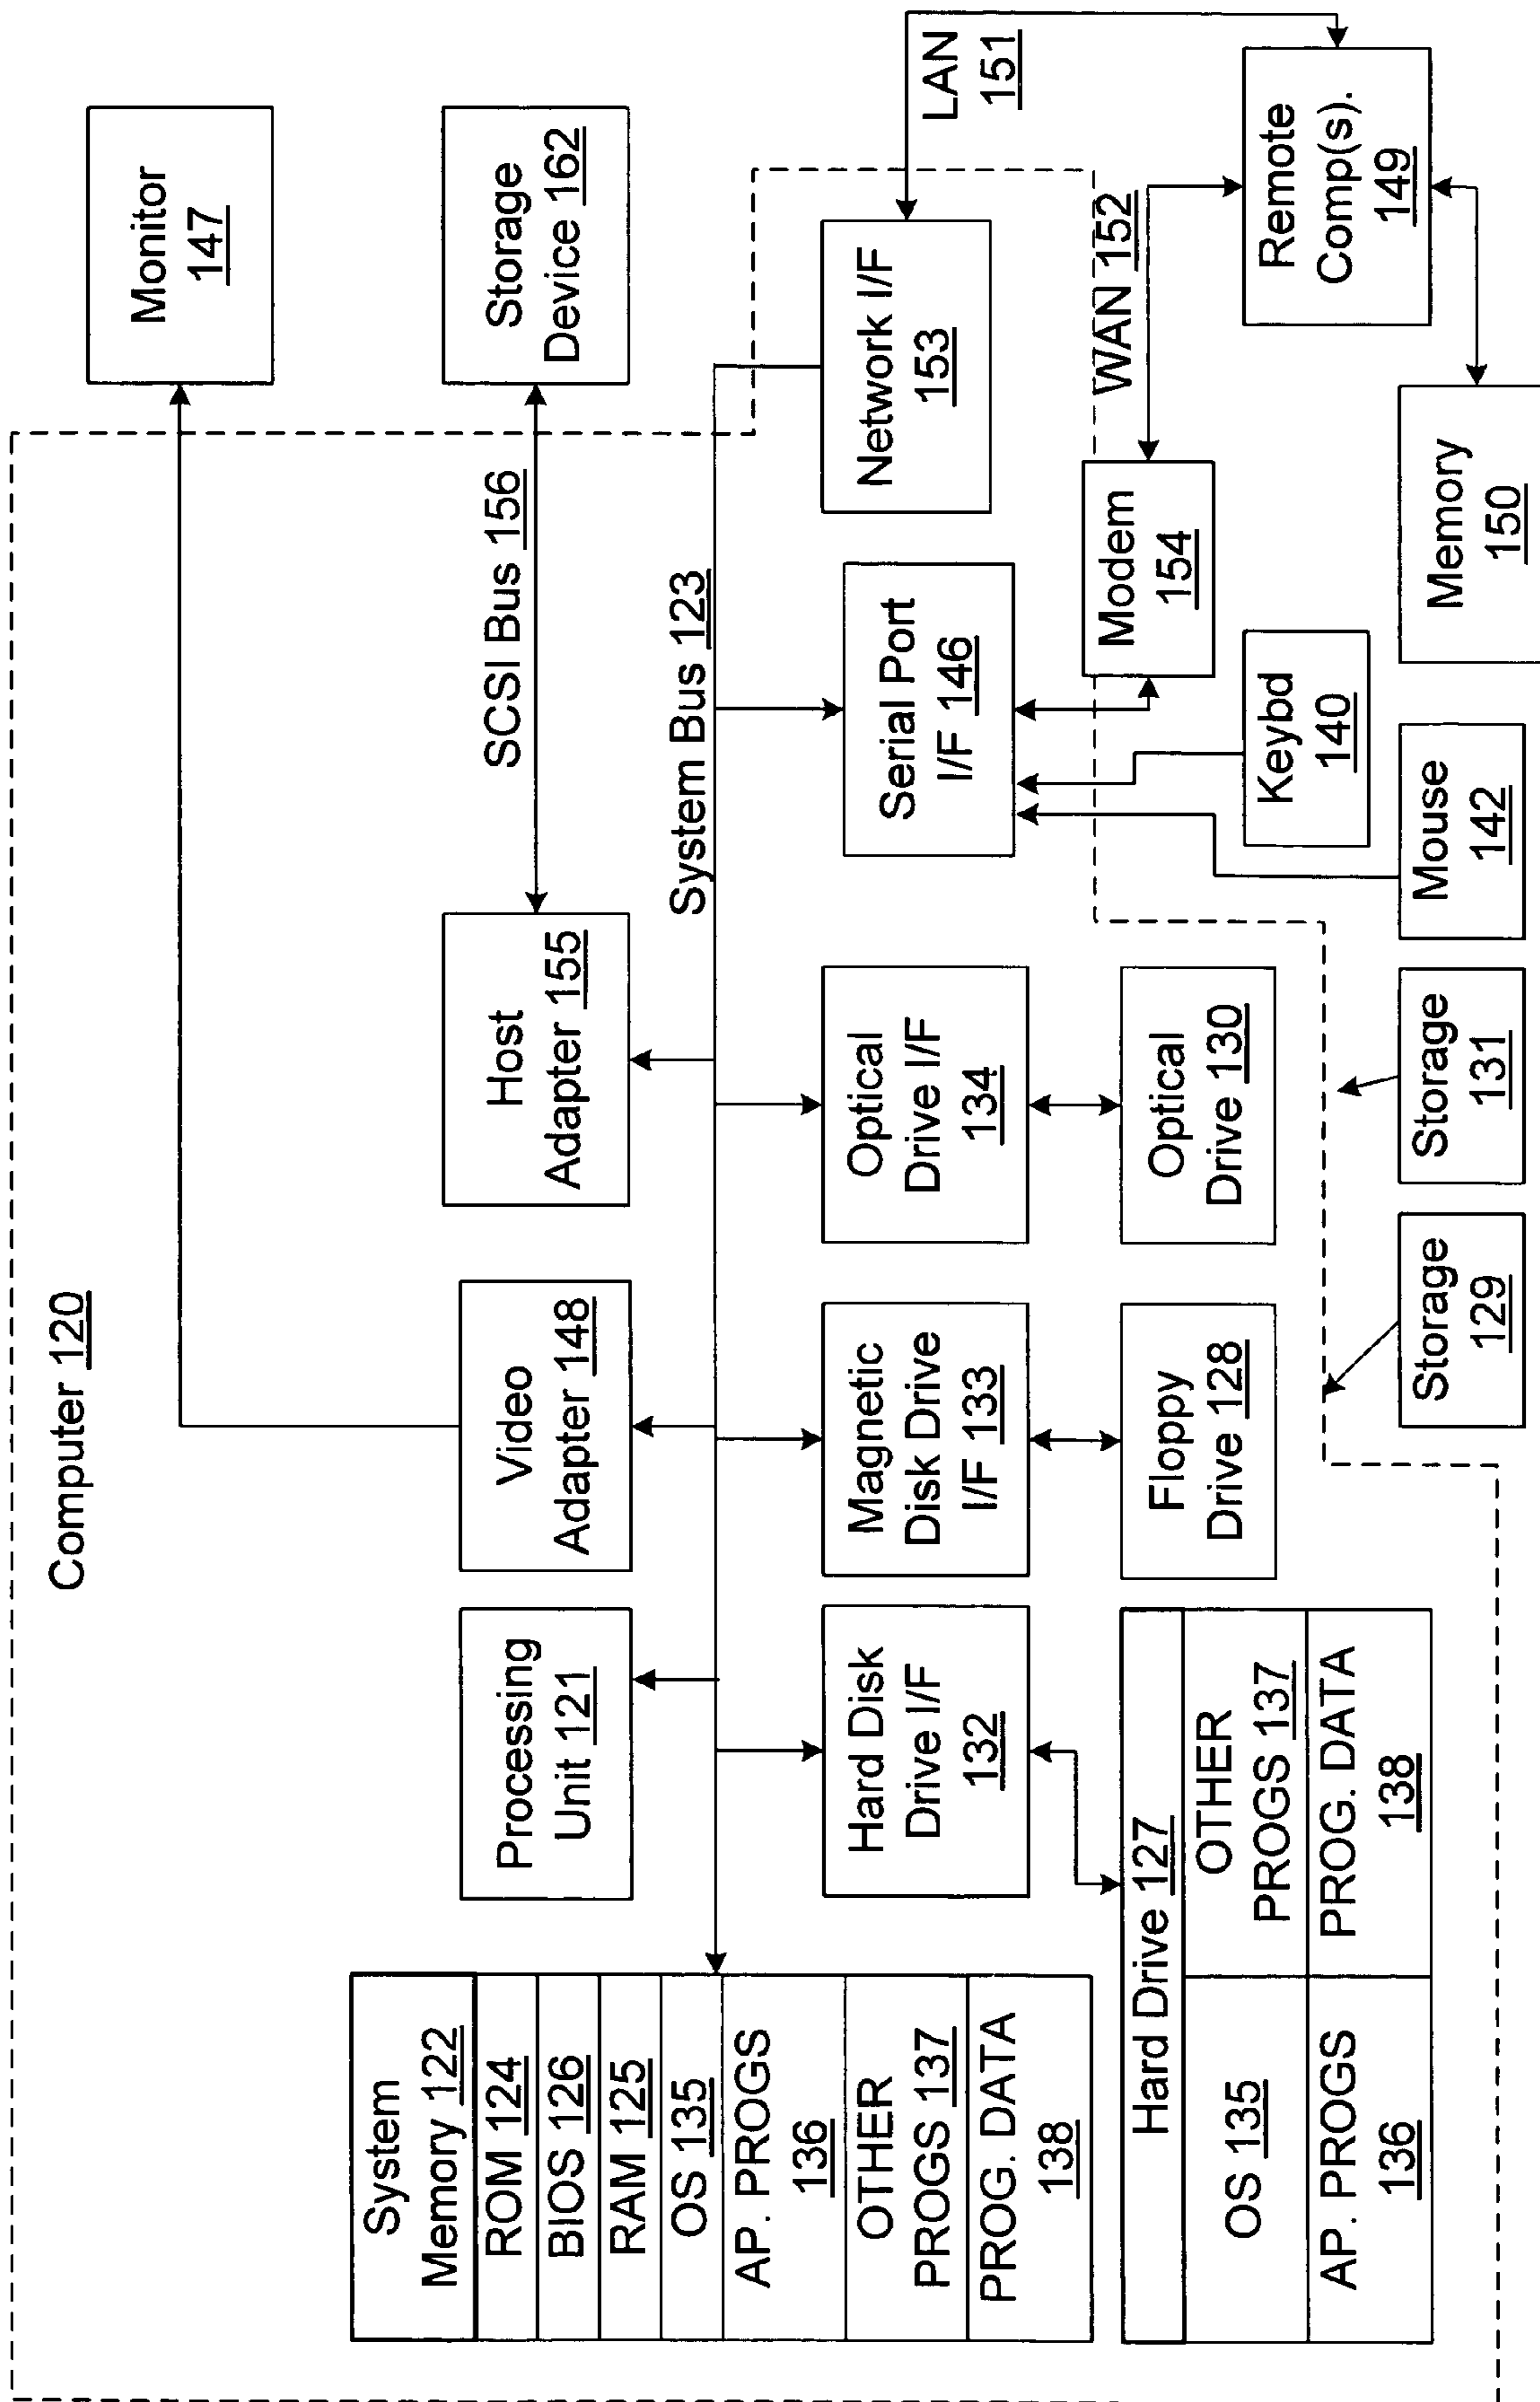 Computer 120
Monitor
147
System
Memory 122
ROM 124
BIOS 126
RAM 125
OS 135
AP. PROGS
136
OTHER
PROGS 137
PROG. DATA
138
Processing
Unit 121
Video
Adapter 148
Host
Adapter 155
SCSI Bus 156
Storage
Device 162
System Bus 123
Hard Disk
Drive I/F
132
Magnetic
Disk Drive
I/F 133
Optical
Drive I/F
134
Serial Port
I/F 146
Network I/F
153
LAN
151
Hard Drive 127
OS 135
OTHER
PROGS 137
AP. PROGS
136
PROG. DATA
138
Floppy
Drive 128
Optical
Drive 130
Modem
154
WAN 152
Keybd
140
Remote
Comp(s).
149
Storage
129
Storage
131
Mouse
142
Memory
150